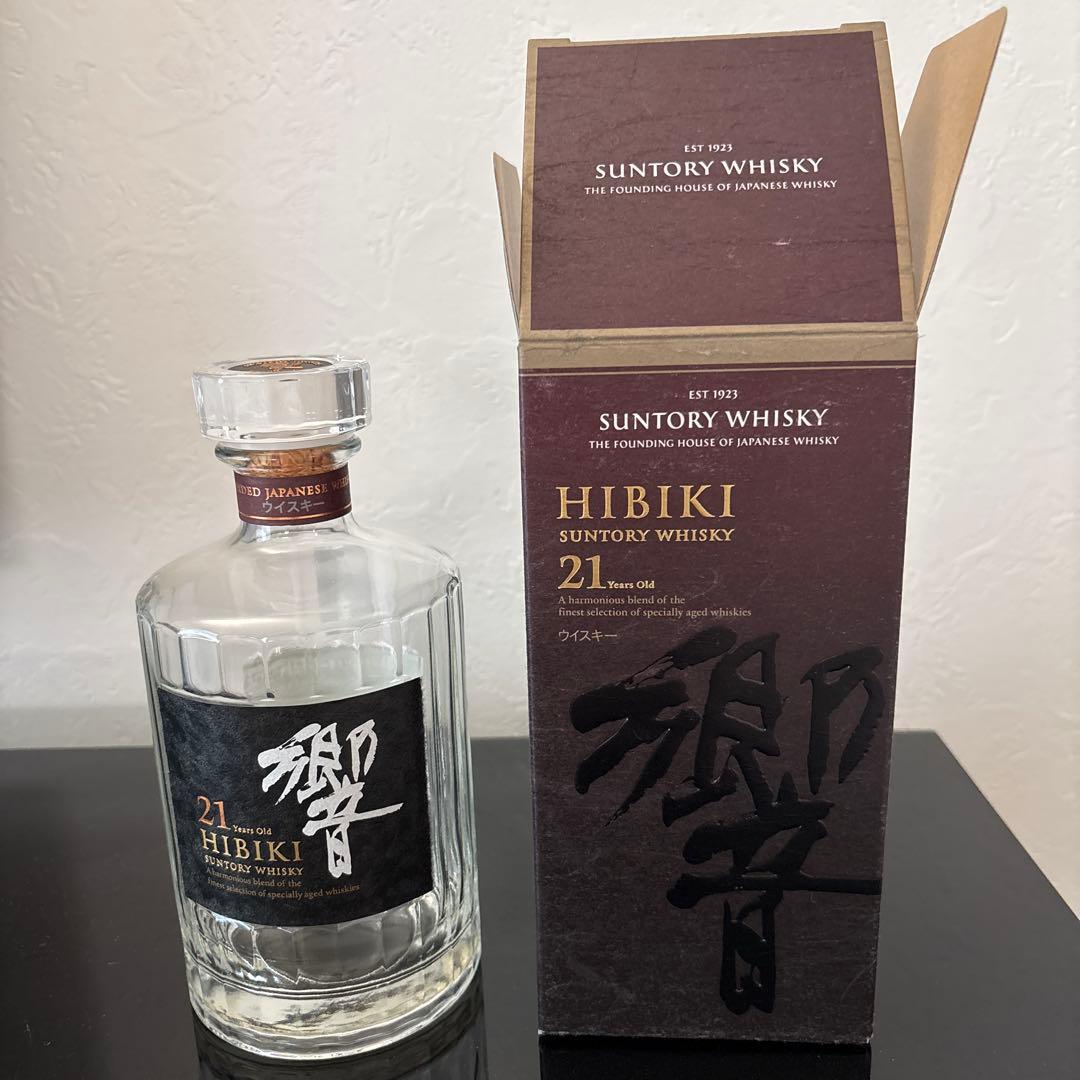 EST 1923
SUNTORY WHISKY
THE FOUNDING HOUSE OF JAPANESE WHISKY
EST 1923
SUNTORY WHISKY
THE FOUNDING HOUSE OF JAPANESE WHISKY
HIBIKI
SUNTORY WHISKY
21 Years Old
A harmonious blend of the
finest selection of specially aged whiskies
ウイスキー
響
JAPANESE
ウイスキー
響
21 Years Old
HIBIKI
SUNTORY WHISKY
A harmonious blend of the
finest selection of specially aged whiskies